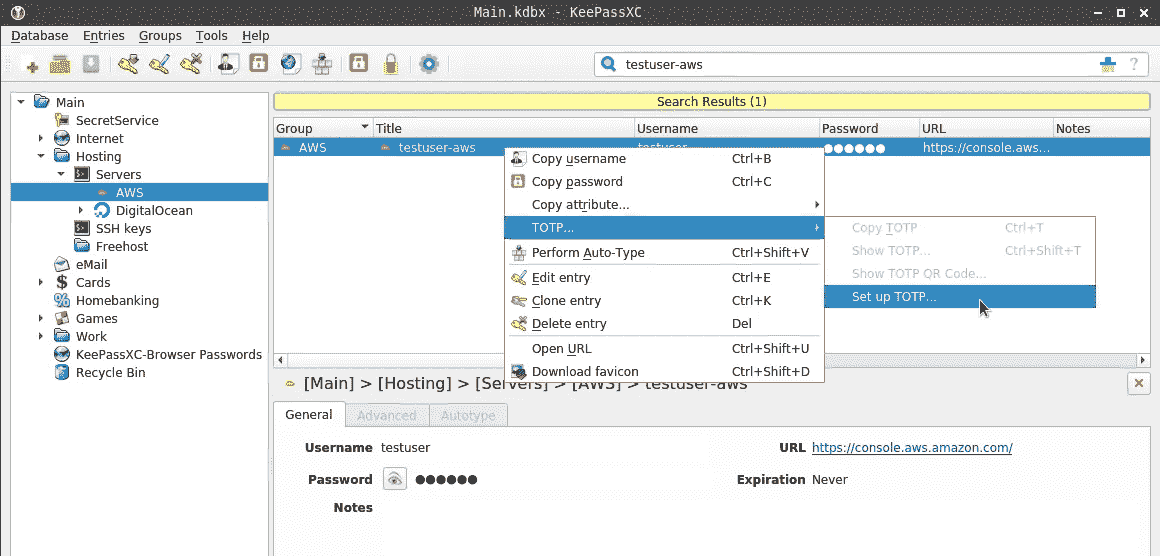 Main.kdbx - KeePassXC
Database Entries Groups Tools Help
testuser-aws
?
Main
SecretService
Internet
Hosting
Servers
AWS
DigitalOcean
SSH keys
Freehost
eMail
Cards
Homebanking
Games
Work
KeePassXC-Browser Passwords
Recycle Bin
Search Results (1)
Group Title Username Password URL Notes
AWS testuser-aws testuser ●●●●●● https://console.aws...
Copy username Ctrl+B
Copy password Ctrl+C
Copy attribute...
TOTP...
Perform Auto-Type Ctrl+Shift+V
Edit entry Ctrl+E
Clone entry Ctrl+K
Delete entry Del
Open URL Ctrl+Shift+U
Download favicon Ctrl+Shift+D
Copy TOTP Ctrl+T
Show TOTP... Ctrl+Shift+T
Show TOTP QR Code...
Set up TOTP...
[Main] > [Hosting] > [Servers] > [AWS] > testuser-aws
General Advanced Autotype
Username testuser URL https://console.aws.amazon.com/
Password ●●●●●● Expiration Never
Notes